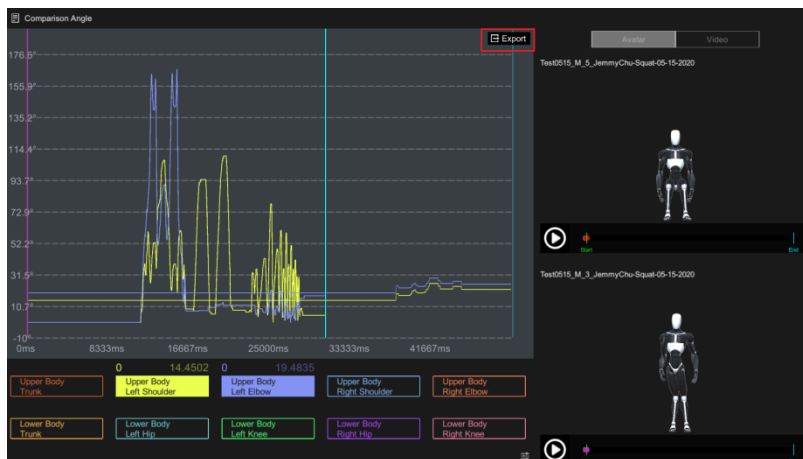 Comparison Angle
Export
Avatar
Video
176.6°
155.9°
135.2°
114.4°
93.7°
72.9°
52.2°
31.5°
10.7°
-10°
0ms
8333ms
16667ms
25000ms
33333ms
41667ms
0
14.4502
0
19.4835
Upper Body
Trunk
Upper Body
Left Shoulder
Upper Body
Left Elbow
Upper Body
Right Shoulder
Upper Body
Right Elbow
Lower Body
Trunk
Lower Body
Left Hip
Lower Body
Left Knee
Lower Body
Right Hip
Lower Body
Right Knee
Test0515_M_5_JemmyChu-Squat-05-15-2020
Start
End
Test0515_M_3_JemmyChu-Squat-05-15-2020